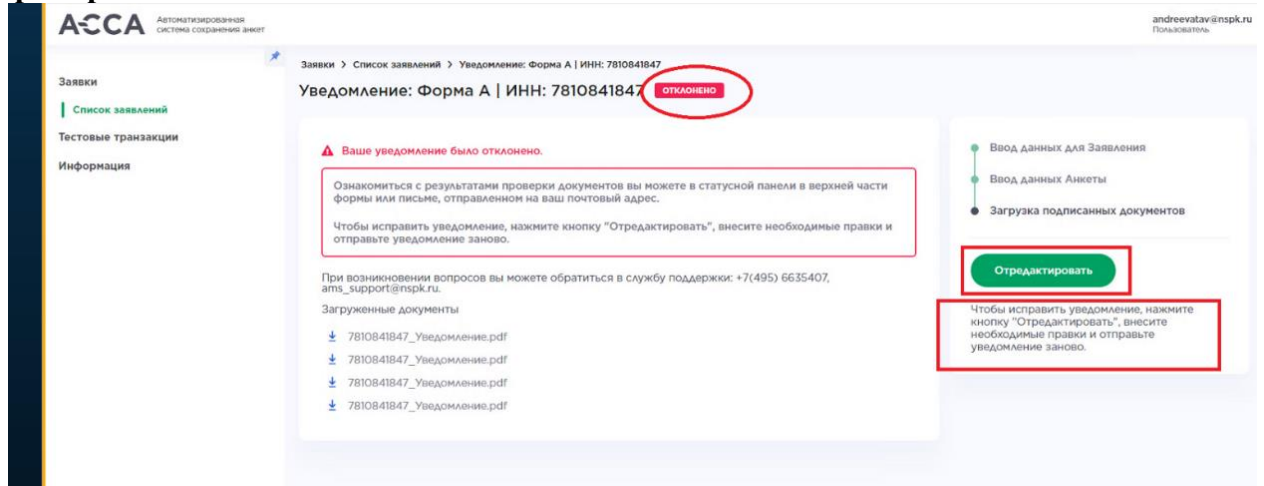 АССА
Автоматизированная
система сохранения анкет
andreevatav@nspk.ru
Пользователь
Заявки
Список заявлений
Тестовые транзакции
Информация
Заявки > Список заявлений > Уведомление: Форма А | ИНН: 7810841847
Уведомление: Форма А | ИНН: 7810841847 ОТКЛОНЕНО
Ваше уведомление было отклонено.
Ознакомиться с результатами проверки документов вы можете в статусной панели в верхней части
формы или письме, отправленном на ваш почтовый адрес.
Чтобы исправить уведомление, нажмите кнопку "Отредактировать", внесите необходимые правки и
отправьте уведомление заново.
При возникновении вопросов вы можете обратиться в службу поддержки: +7(495) 6635407,
ams_support@nspk.ru.
Загруженные документы
7810841847_Уведомление.pdf
7810841847_Уведомление.pdf
7810841847_Уведомление.pdf
7810841847_Уведомление.pdf
Ввод данных для Заявления
Ввод данных Анкеты
Загрузка подписанных документов
Отредактировать
Чтобы исправить уведомление, нажмите
кнопку "Отредактировать", внесите
необходимые правки и отправьте
уведомление заново.